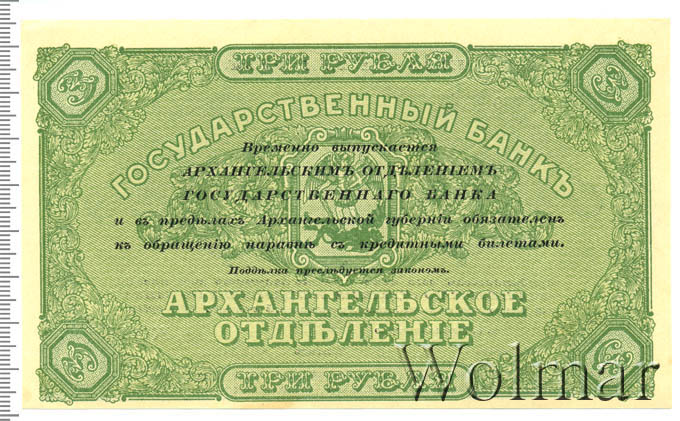 ТРИ РУБЛЯ
ГОСУДАРСТВЕННЫЙ БАНКЪ
Временно выпускается
АРХАНГЕЛЬСКИМЪ ОТДѢЛЕНІЕМЪ
ГОСУДАРСТВЕННАГО БАНКА
и въ предѣлахъ Архангельской губерніи обязателенъ
къ обращенію наравнѣ съ кредитными билетами.
Поддѣлка преслѣдуется закономъ.
АРХАНГЕЛЬСКОЕ
ОТДѢЛЕНІЕ
ТРИ РУБЛЯ
Wolmar